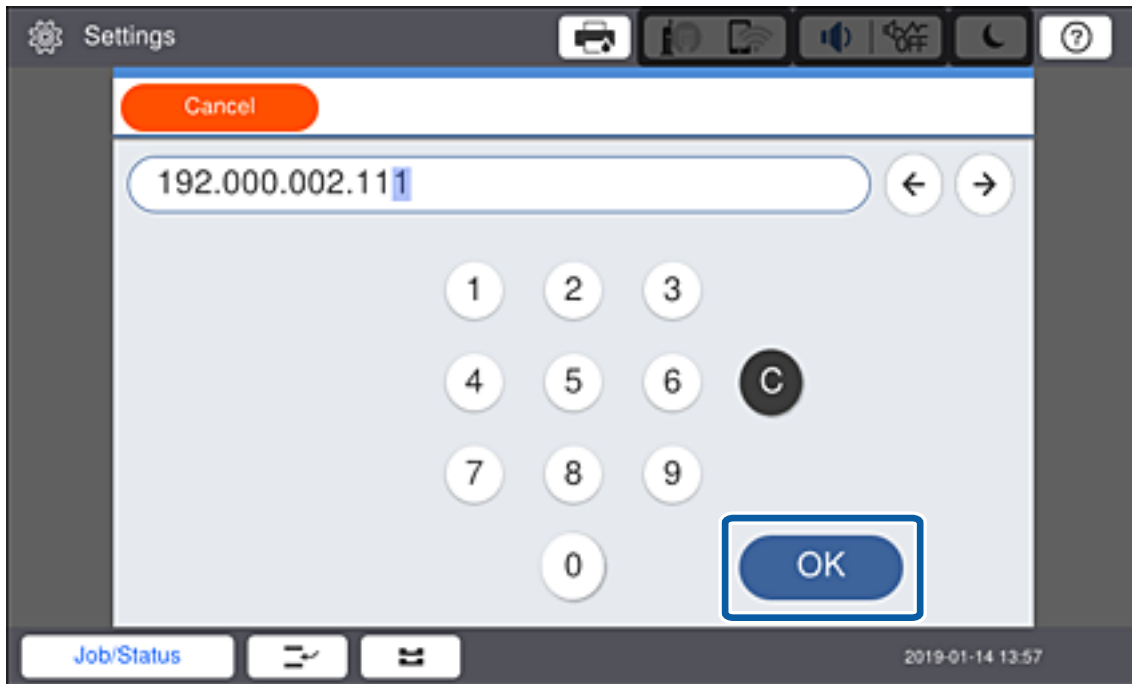 Settings
OFF
?
Cancel
192.000.002.111
1 2 3
4 5 6 C
7 8 9
0 OK
Job/Status
2019-01-14 13:57